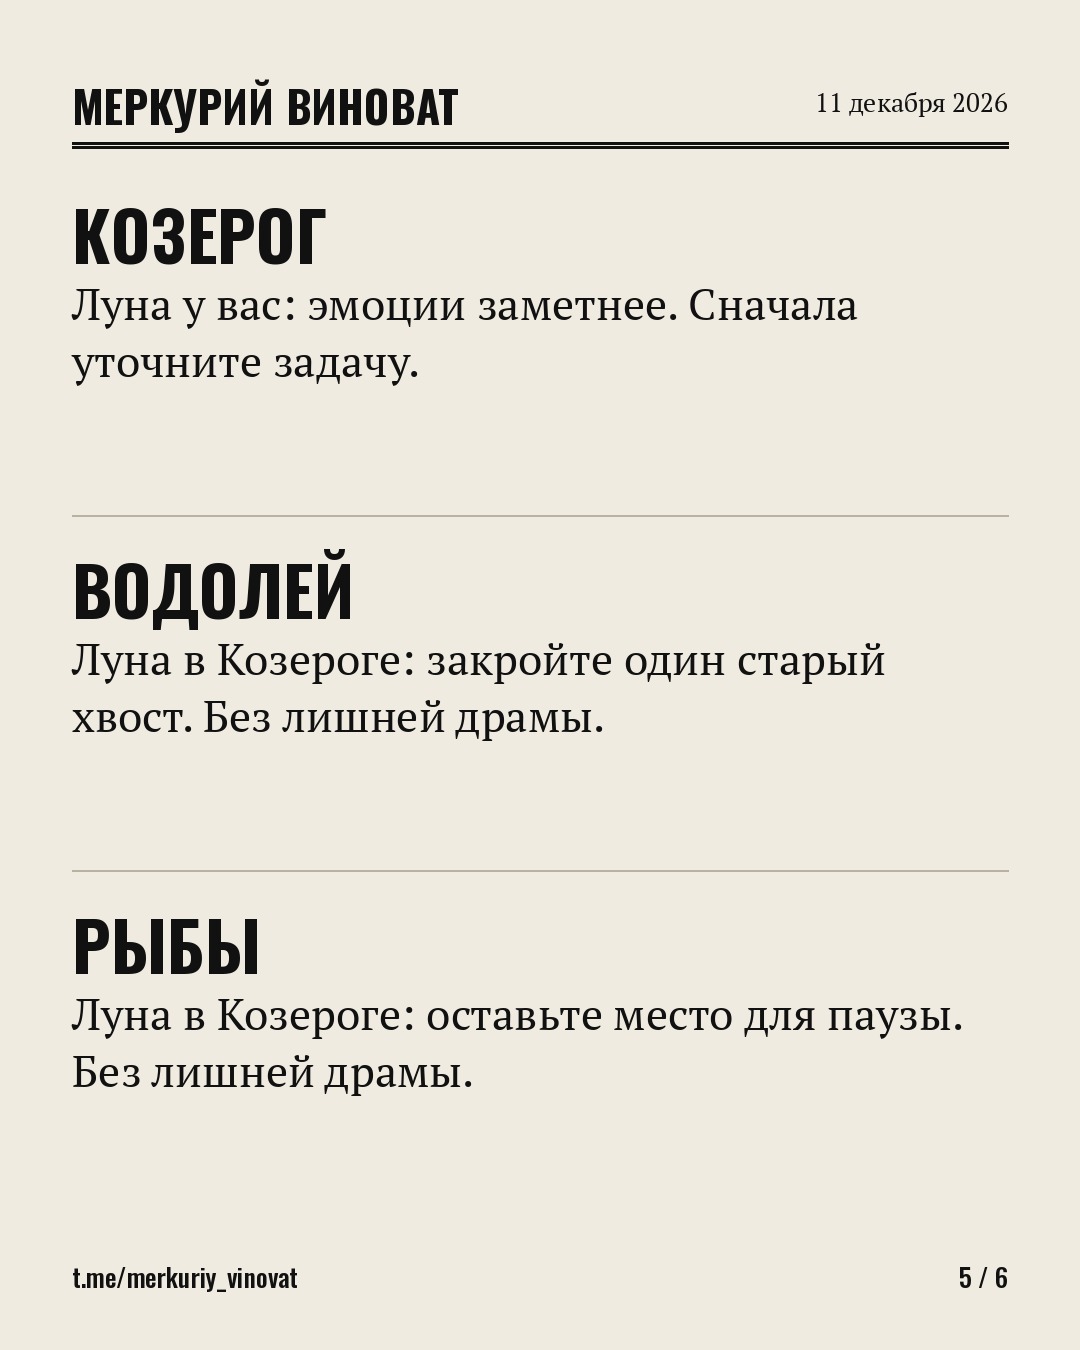 МЕРКУРИЙ ВИНОВАТ
11 декабря 2026
КОЗЕРОГ
Луна у вас: эмоции заметнее. Сначала
уточните задачу.
ВОДОЛЕЙ
Луна в Козероге: закройте один старый
хвост. Без лишней драмы.
РЫБЫ
Луна в Козероге: оставьте место для паузы.
Без лишней драмы.
t.me/merkuriy_vinovat
5 / 6